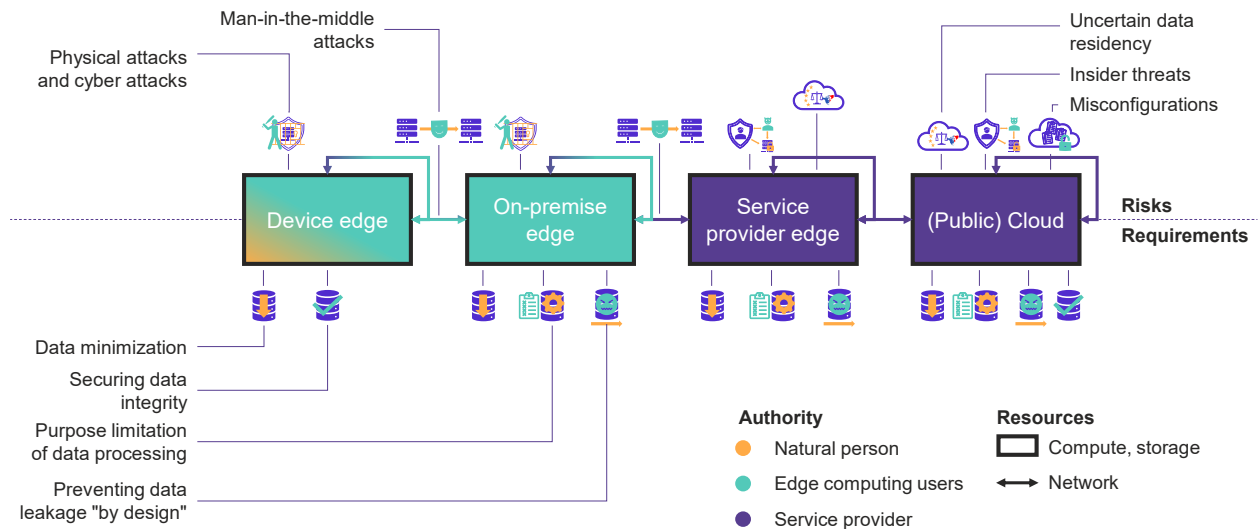 Man-in-the-middle
attacks
Physical attacks
and cyber attacks
Uncertain data
residency
Insider threats
Misconfigurations
Device edge
On-premise
edge
Service
provider edge
(Public) Cloud
Risks
Requirements
Data minimization
Securing data
integrity
Purpose limitation
of data processing
Preventing data
leakage "by design"
Authority
Natural person
Edge computing users
Service provider
Resources
Compute, storage
Network